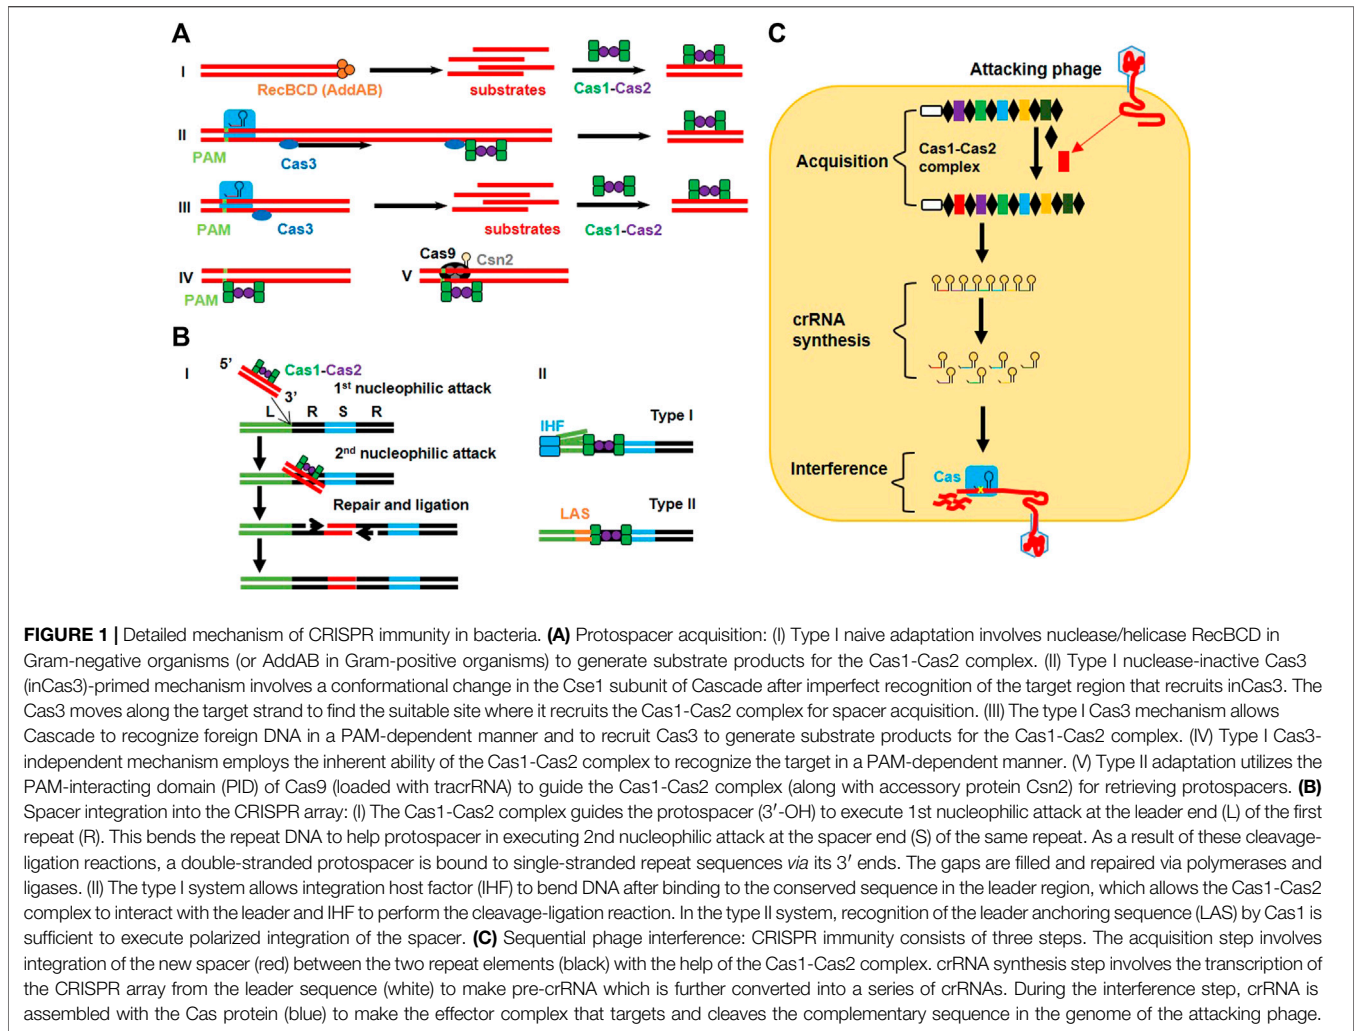 A
I
RecBCD (AddAB)
substrates
Cas1-Cas2
II
PAM
Cas3
III
PAM
Cas3
substrates
Cas1-Cas2
IV
PAM
V
Cas9
Csn2
B
I
5’
Cas1-Cas2
3’
1st nucleophilic attack
L R S R
2nd nucleophilic attack
Repair and ligation
II
Type I
IHF
Type II
LAS
C
Attacking phage
Acquisition
Cas1-Cas2
complex
crRNA
synthesis
Interference
Cas
FIGURE 1 | Detailed mechanism of CRISPR immunity in bacteria. (A) Protospacer acquisition: (I) Type I naive adaptation involves nuclease/helicase RecBCD in
Gram-negative organisms (or AddAB in Gram-positive organisms) to generate substrate products for the Cas1-Cas2 complex. (II) Type I nuclease-inactive Cas3
(inCas3)-primed mechanism involves a conformational change in the Cse1 subunit of Cascade after imperfect recognition of the target region that recruits inCas3. The
Cas3 moves along the target strand to find the suitable site where it recruits the Cas1-Cas2 complex for spacer acquisition. (III) The type I Cas3 mechanism allows
Cascade to recognize foreign DNA in a PAM-dependent manner and to recruit Cas3 to generate substrate products for the Cas1-Cas2 complex. (IV) Type I Cas3-
independent mechanism employs the inherent ability of the Cas1-Cas2 complex to recognize the target in a PAM-dependent manner. (V) Type II adaptation utilizes the
PAM-interacting domain (PID) of Cas9 (loaded with tracrRNA) to guide the Cas1-Cas2 complex (along with accessory protein Csn2) for retrieving protospacers. (B)
Spacer integration into the CRISPR array: (I) The Cas1-Cas2 complex guides the protospacer (3′-OH) to execute 1st nucleophilic attack at the leader end (L) of the first
repeat (R). This bends the repeat DNA to help protospacer in executing 2nd nucleophilic attack at the spacer end (S) of the same repeat. As a result of these cleavage-
ligation reactions, a double-stranded protospacer is bound to single-stranded repeat sequences via its 3′ ends. The gaps are filled and repaired via polymerases and
ligases. (II) The type I system allows integration host factor (IHF) to bend DNA after binding to the conserved sequence in the leader region, which allows the Cas1-Cas2
complex to interact with the leader and IHF to perform the cleavage-ligation reaction. In the type II system, recognition of the leader anchoring sequence (LAS) by Cas1 is
sufficient to execute polarized integration of the spacer. (C) Sequential phage interference: CRISPR immunity consists of three steps. The acquisition step involves
integration of the new spacer (red) between the two repeat elements (black) with the help of the Cas1-Cas2 complex. crRNA synthesis step involves the transcription of
the CRISPR array from the leader sequence (white) to make pre-crRNA which is further converted into a series of crRNAs. During the interference step, crRNA is
assembled with the Cas protein (blue) to make the effector complex that targets and cleaves the complementary sequence in the genome of the attacking phage.